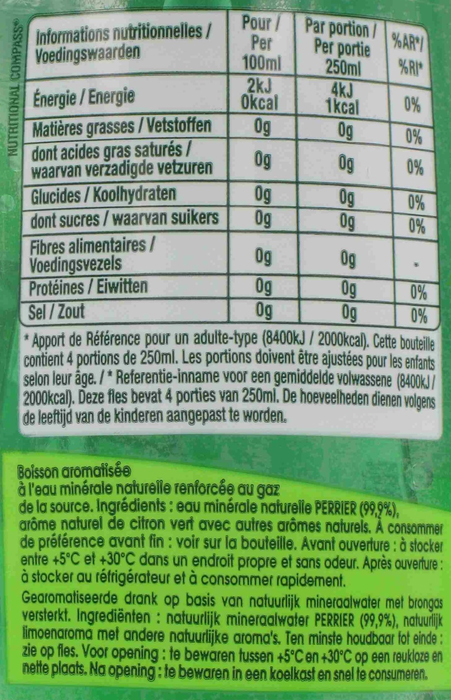 NUTRITIONAL COMPASS®
Informations nutritionnelles / Pour / Par portion / %AR*/
Voedingswaarden Per Per portie %RI*
100ml 250ml
Énergie / Energie 2kJ 4kJ 0%
0kcal 1kcal
Matières grasses / Vetstoffen 0g 0g 0%
dont acides gras saturés /
waarvan verzadigde vetzuren 0g 0g 0%
Glucides / Koolhydraten 0g 0g 0%
dont sucres / waarvan suikers 0g 0g 0%
Fibres alimentaires /
Voedingsvezels 0g 0g -
Protéines / Eiwitten 0g 0g 0%
Sel / Zout 0g 0g 0%
* Apport de Référence pour un adulte-type (8400kJ / 2000kcal). Cette bouteille
contient 4 portions de 250ml. Les portions doivent être ajustées pour les enfants
selon leur âge. / * Referentie-inname voor een gemiddelde volwassene (8400kJ /
2000kcal). Deze fles bevat 4 porties van 250ml. De hoeveelheden dienen volgens
de leeftijd van de kinderen aangepast te worden.
Boisson aromatisée
à l'eau minérale naturelle renforcée au gaz
de la source. Ingrédients : eau minérale naturelle PERRIER (99,9%),
arôme naturel de citron vert avec autres arômes naturels. À consommer
de préférence avant fin : voir sur la bouteille. Avant ouverture : à stocker
entre +5°C et +30°C dans un endroit propre et sans odeur. Après ouverture :
à stocker au réfrigérateur et à consommer rapidement.
Gearomatiseerde drank op basis van natuurlijk mineraalwater met brongas
versterkt. Ingrediënten : natuurlijk mineraalwater PERRIER (99,9%), natuurlijk
limoenaroma met andere natuurlijke aroma's. Ten minste houdbaar tot einde :
zie op fles. Voor opening : te bewaren tussen +5°C en +30°C op een reukloze en
nette plaats. Na opening : te bewaren in een koelkast en snel te consumeren.